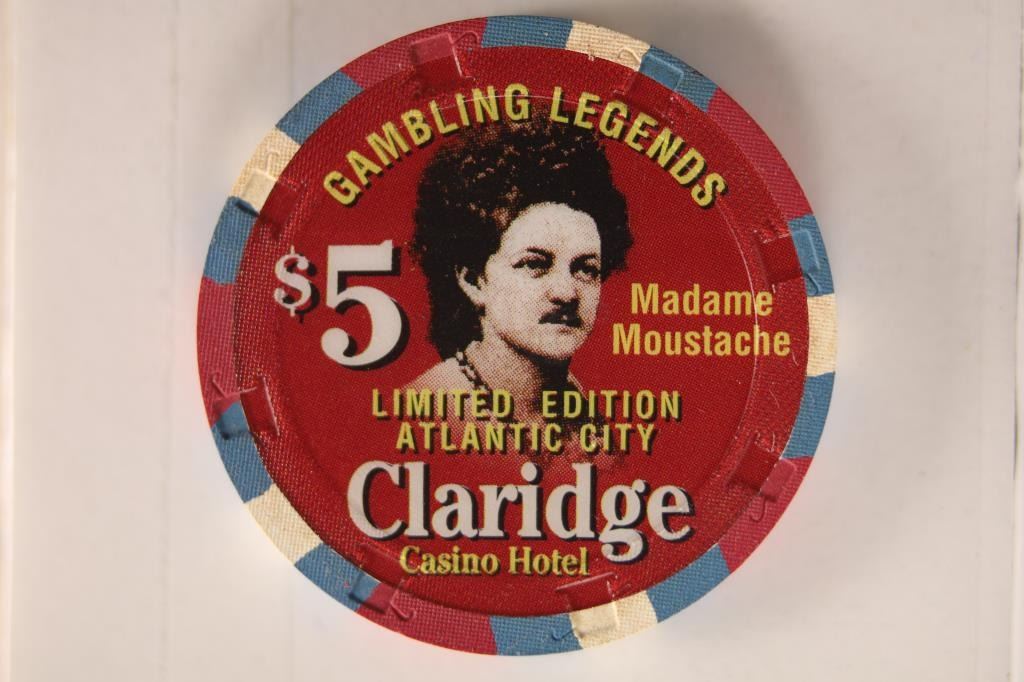 GAMBLING LEGENDS
$5
Madame
Moustache
LIMITED EDITION
ATLANTIC CITY
Claridge
Casino Hotel